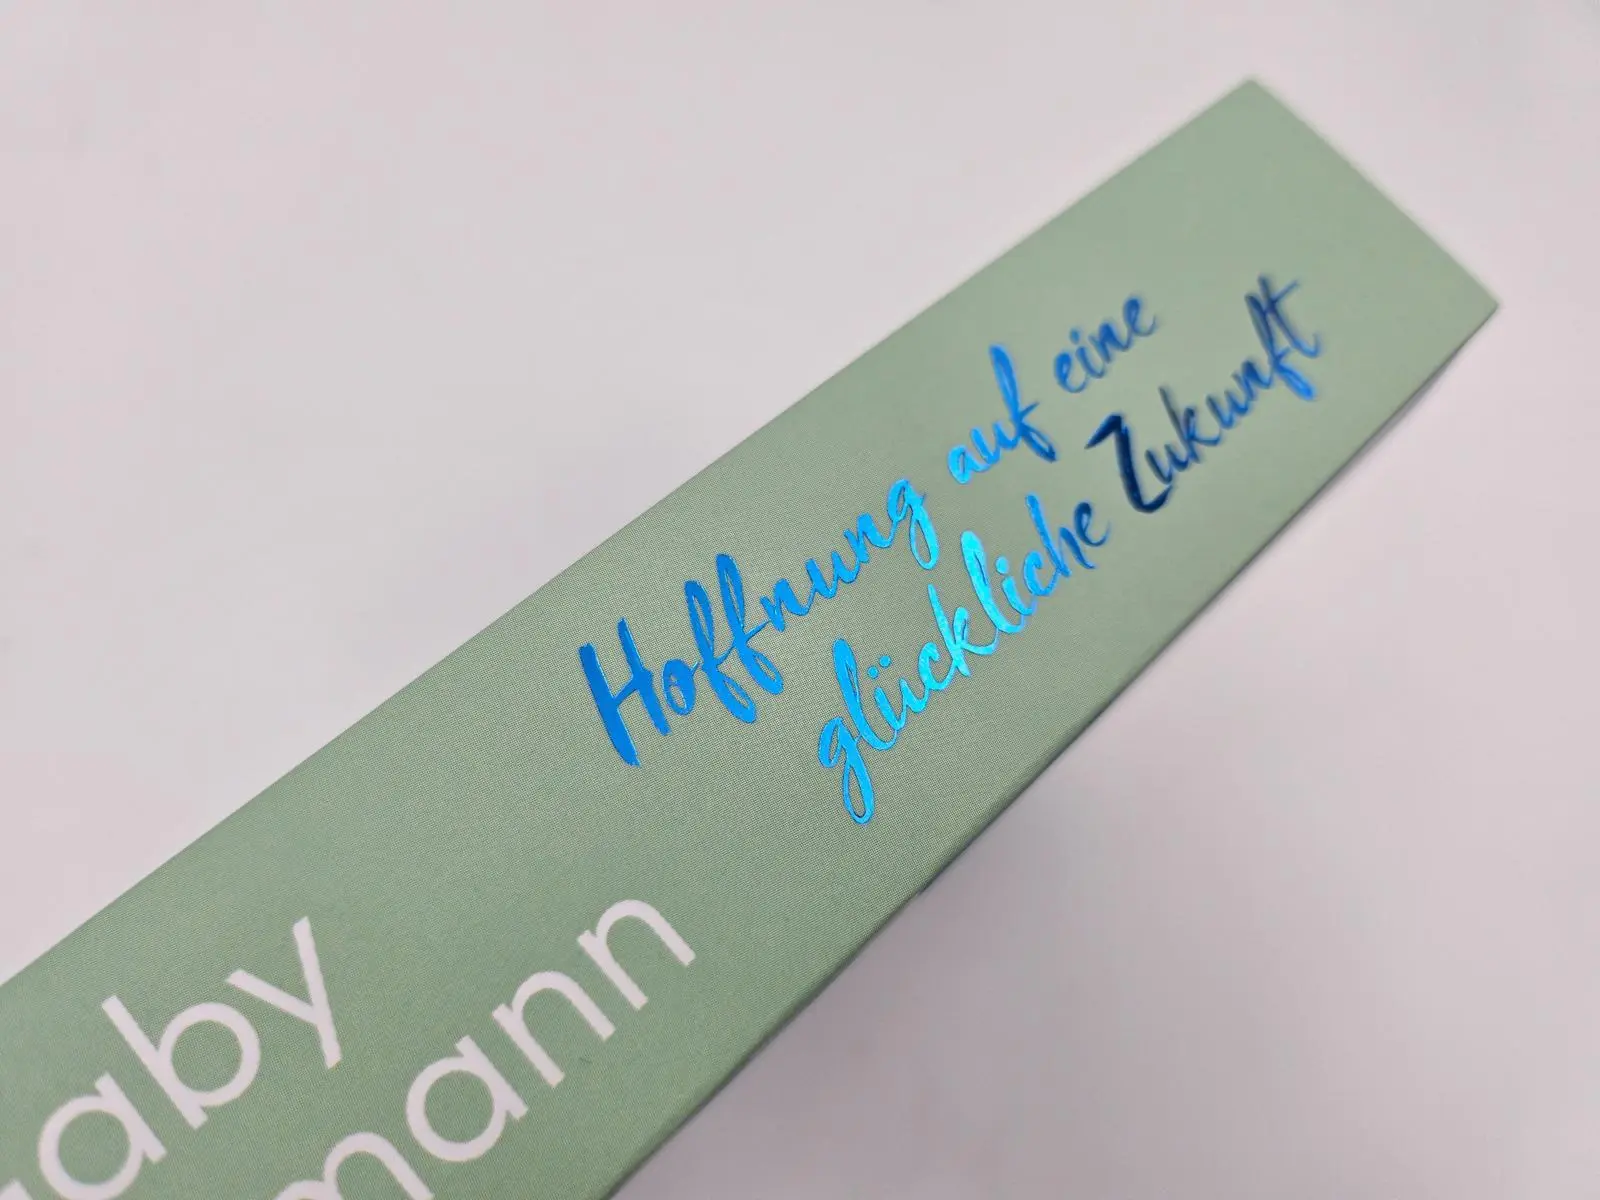 Hoffnung auf eine
glückliche Zukunft
aby
mann